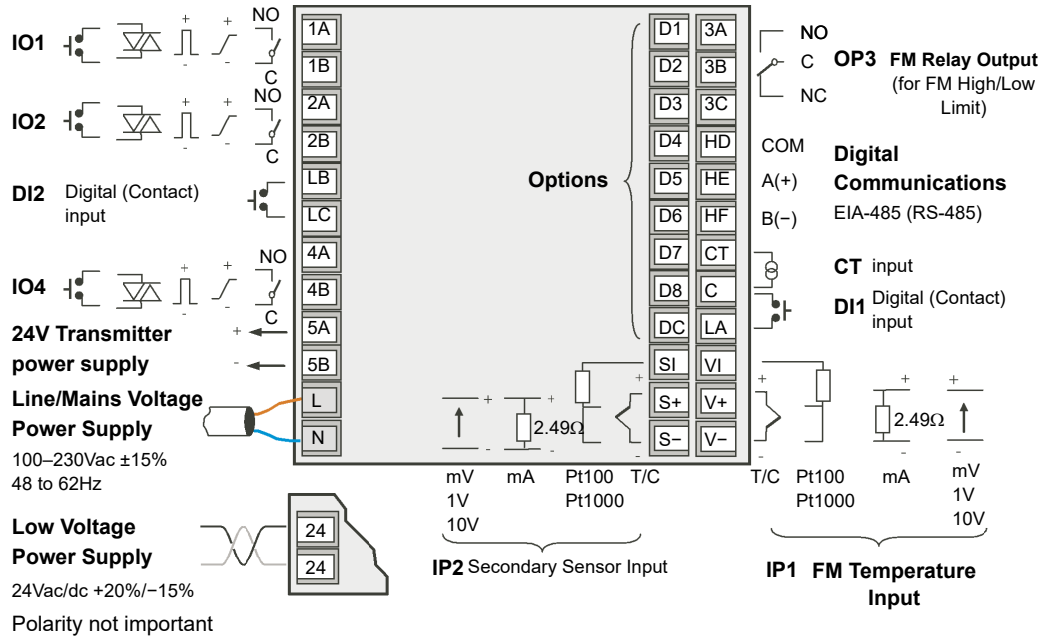 IO1
+
-
+
-
NO
C
IO2
+
-
+
-
NO
C
DI2 Digital (Contact)
input
IO4
+
-
+
-
NO
C
24V Transmitter
power supply
+
-
Line/Mains Voltage
Power Supply
100–230Vac ±15%
48 to 62Hz
Low Voltage
Power Supply
24Vac/dc +20%/−15%
Polarity not important
1A
1B
2A
2B
LB
LC
4A
4B
5A
5B
L
N
24
24
Options
D1 3A
D2 3B
D3 3C
D4 HD
D5 HE
D6 HF
D7 CT
D8 C
DC LA
SI VI
S+ V+
S− V−
NO
C
NC
OP3 FM Relay Output
(for FM High/Low
Limit)
COM
A(+)
B(−)
Digital
Communications
EIA-485 (RS-485)
CT input
DI1 Digital (Contact)
input
+
-
+
2.49Ω
-
+
-
mV
1V
10V
mA
Pt100
Pt1000
T/C
IP2 Secondary Sensor Input
+
-
+
2.49Ω
-
+
-
T/C
Pt100
Pt1000
mA
mV
1V
10V
IP1 FM Temperature
Input